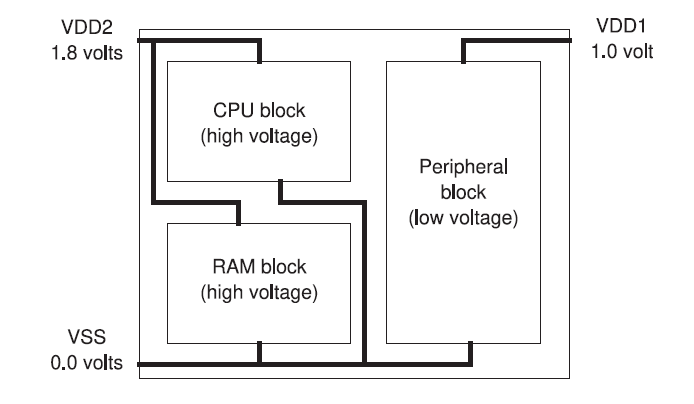 VDD2
1.8 volts
VDD1
1.0 volt
CPU block
(high voltage)
Peripheral
block
(low voltage)
RAM block
(high voltage)
VSS
0.0 volts